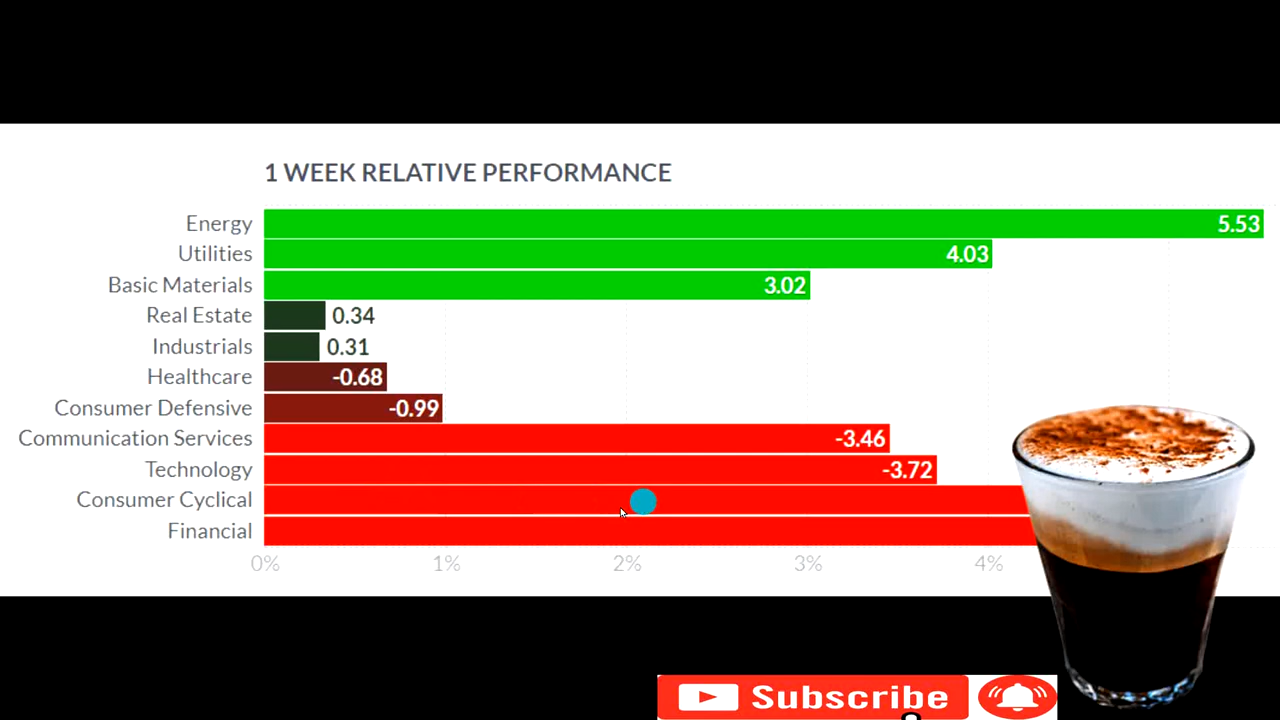 1 WEEK RELATIVE PERFORMANCE
Energy 5.53
Utilities 4.03
Basic Materials 3.02
Real Estate 0.34
Industrials 0.31
Healthcare -0.68
Consumer Defensive -0.99
Communication Services -3.46
Technology -3.72
Consumer Cyclical
Financial
0% 1% 2% 3% 4%
Subscribe